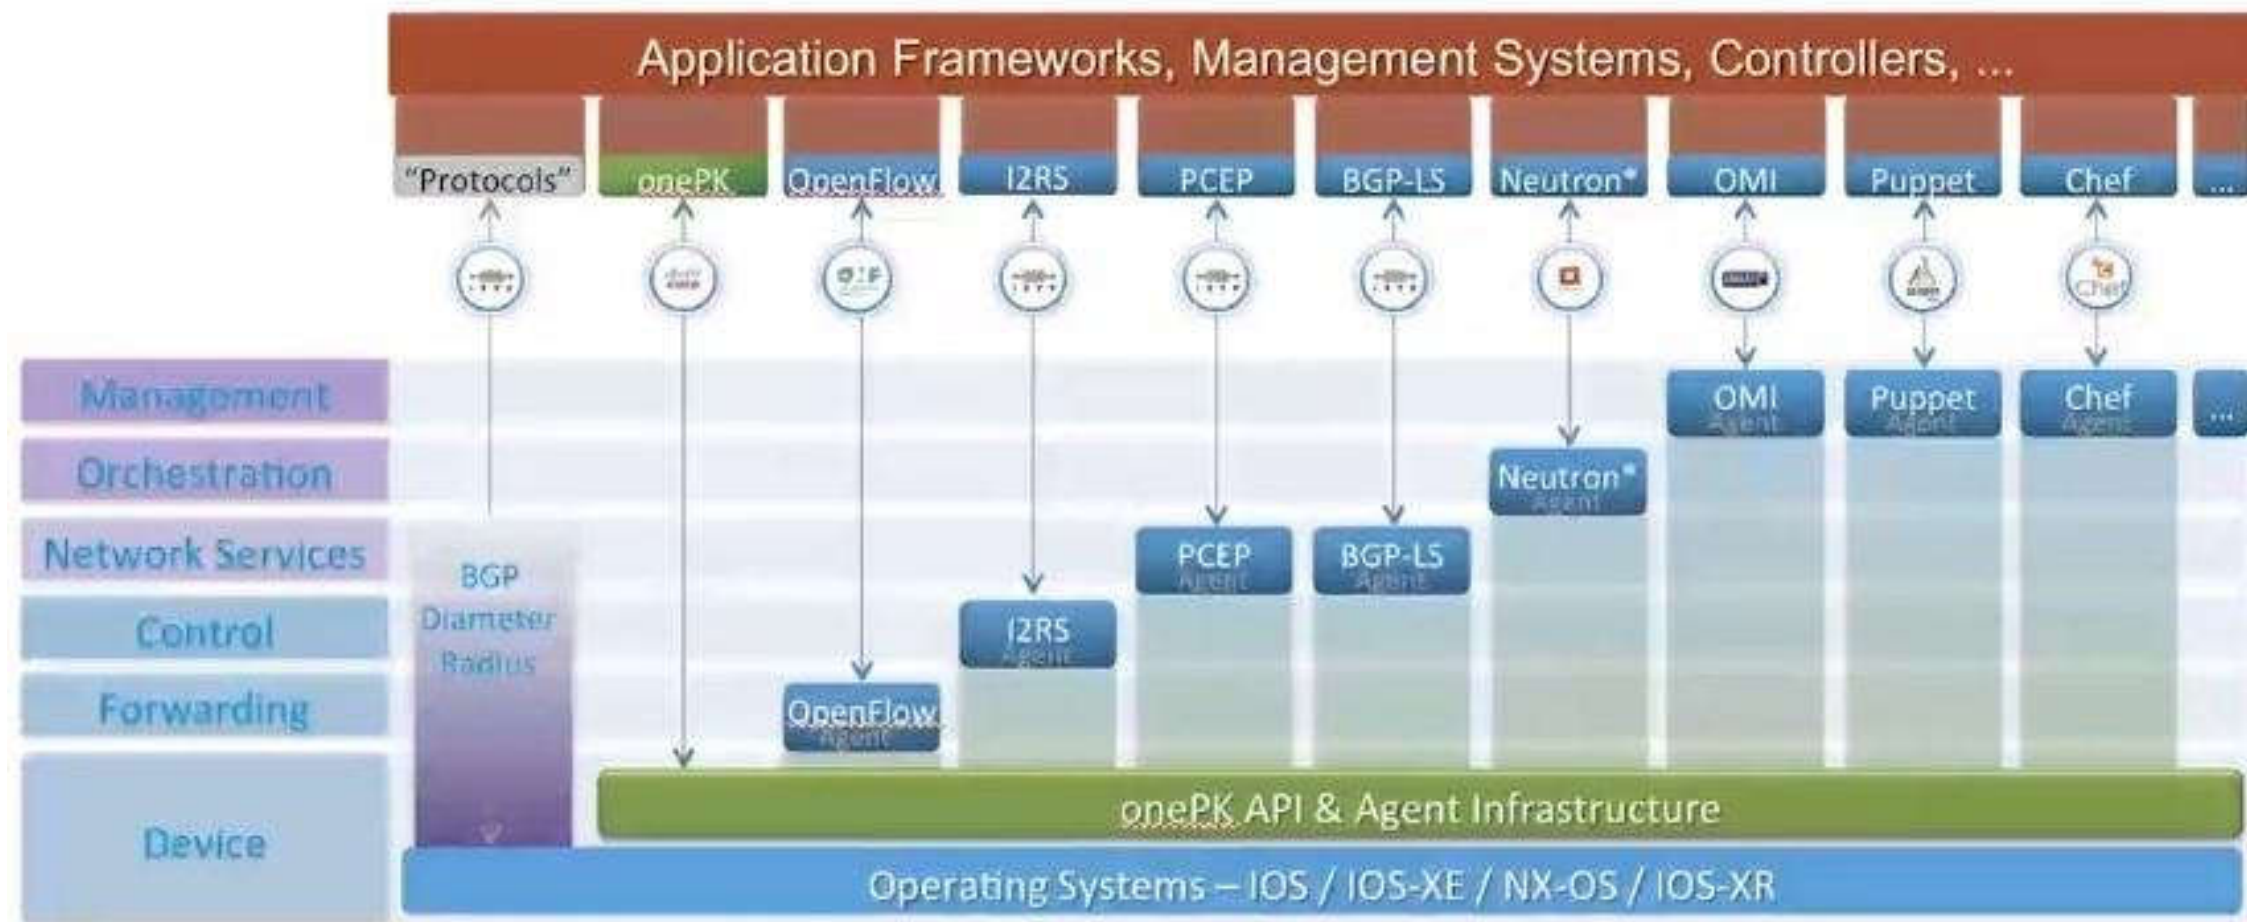 Application Frameworks, Management Systems, Controllers, ...
"Protocols" onePK OpenFlow I2RS PCEP BGP-LS Neutron* OMI Puppet Chef ...
Chef
Management
OMI
Agent
Puppet
Agent
Chef
Agent
...
Orchestration
Neutron*
Agent
Network Services
BGP
Diameter
Radius
PCEP
Agent
BGP-LS
Agent
Control
I2RS
Agent
Forwarding
OpenFlow
Agent
Device
onePK API & Agent Infrastructure
Operating Systems – IOS / IOS-XE / NX-OS / IOS-XR